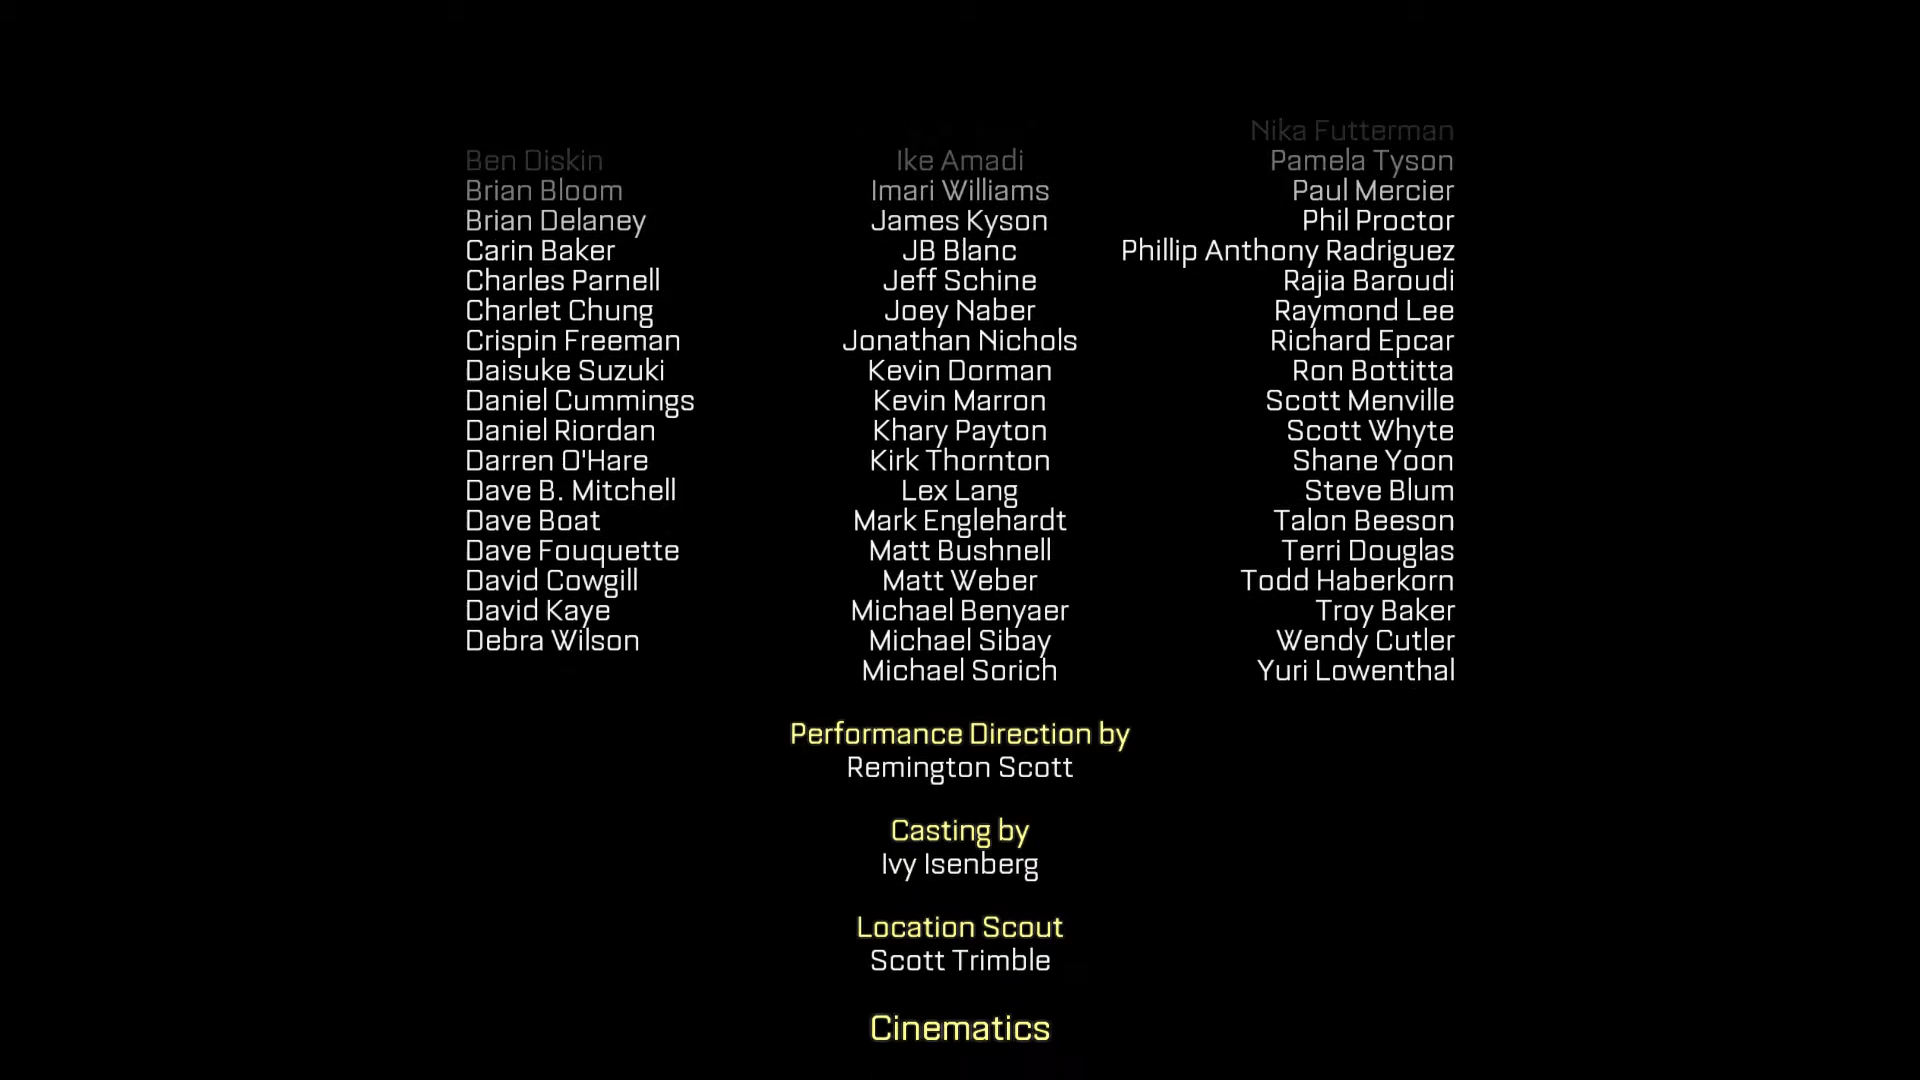 Ben Diskin
Brian Bloom
Brian Delaney
Carin Baker
Charles Parnell
Charlet Chung
Crispin Freeman
Daisuke Suzuki
Daniel Cummings
Daniel Riordan
Darren O'Hare
Dave B. Mitchell
Dave Boat
Dave Fouquette
David Cowgill
David Kaye
Debra Wilson
Ike Amadi
Imari Williams
James Kyson
JB Blanc
Jeff Schine
Joey Naber
Jonathan Nichols
Kevin Dorman
Kevin Marron
Khary Payton
Kirk Thornton
Lex Lang
Mark Englehardt
Matt Bushnell
Matt Weber
Michael Benyaer
Michael Sibay
Michael Sorich
Nika Futterman
Pamela Tyson
Paul Mercier
Phil Proctor
Phillip Anthony Radriguez
Rajia Baroudi
Raymond Lee
Richard Epcar
Ron Bottitta
Scott Menville
Scott Whyte
Shane Yoon
Steve Blum
Talon Beeson
Terri Douglas
Todd Haberkorn
Troy Baker
Wendy Cutler
Yuri Lowenthal
Performance Direction by
Remington Scott
Casting by
Ivy Isenberg
Location Scout
Scott Trimble
Cinematics